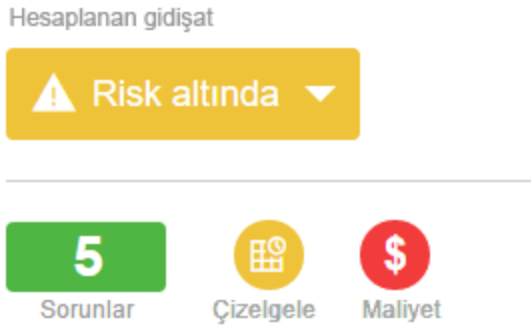 Hesaplanan gidişat
Risk altında
5
$
Sorunlar Çizelgele Maliyet